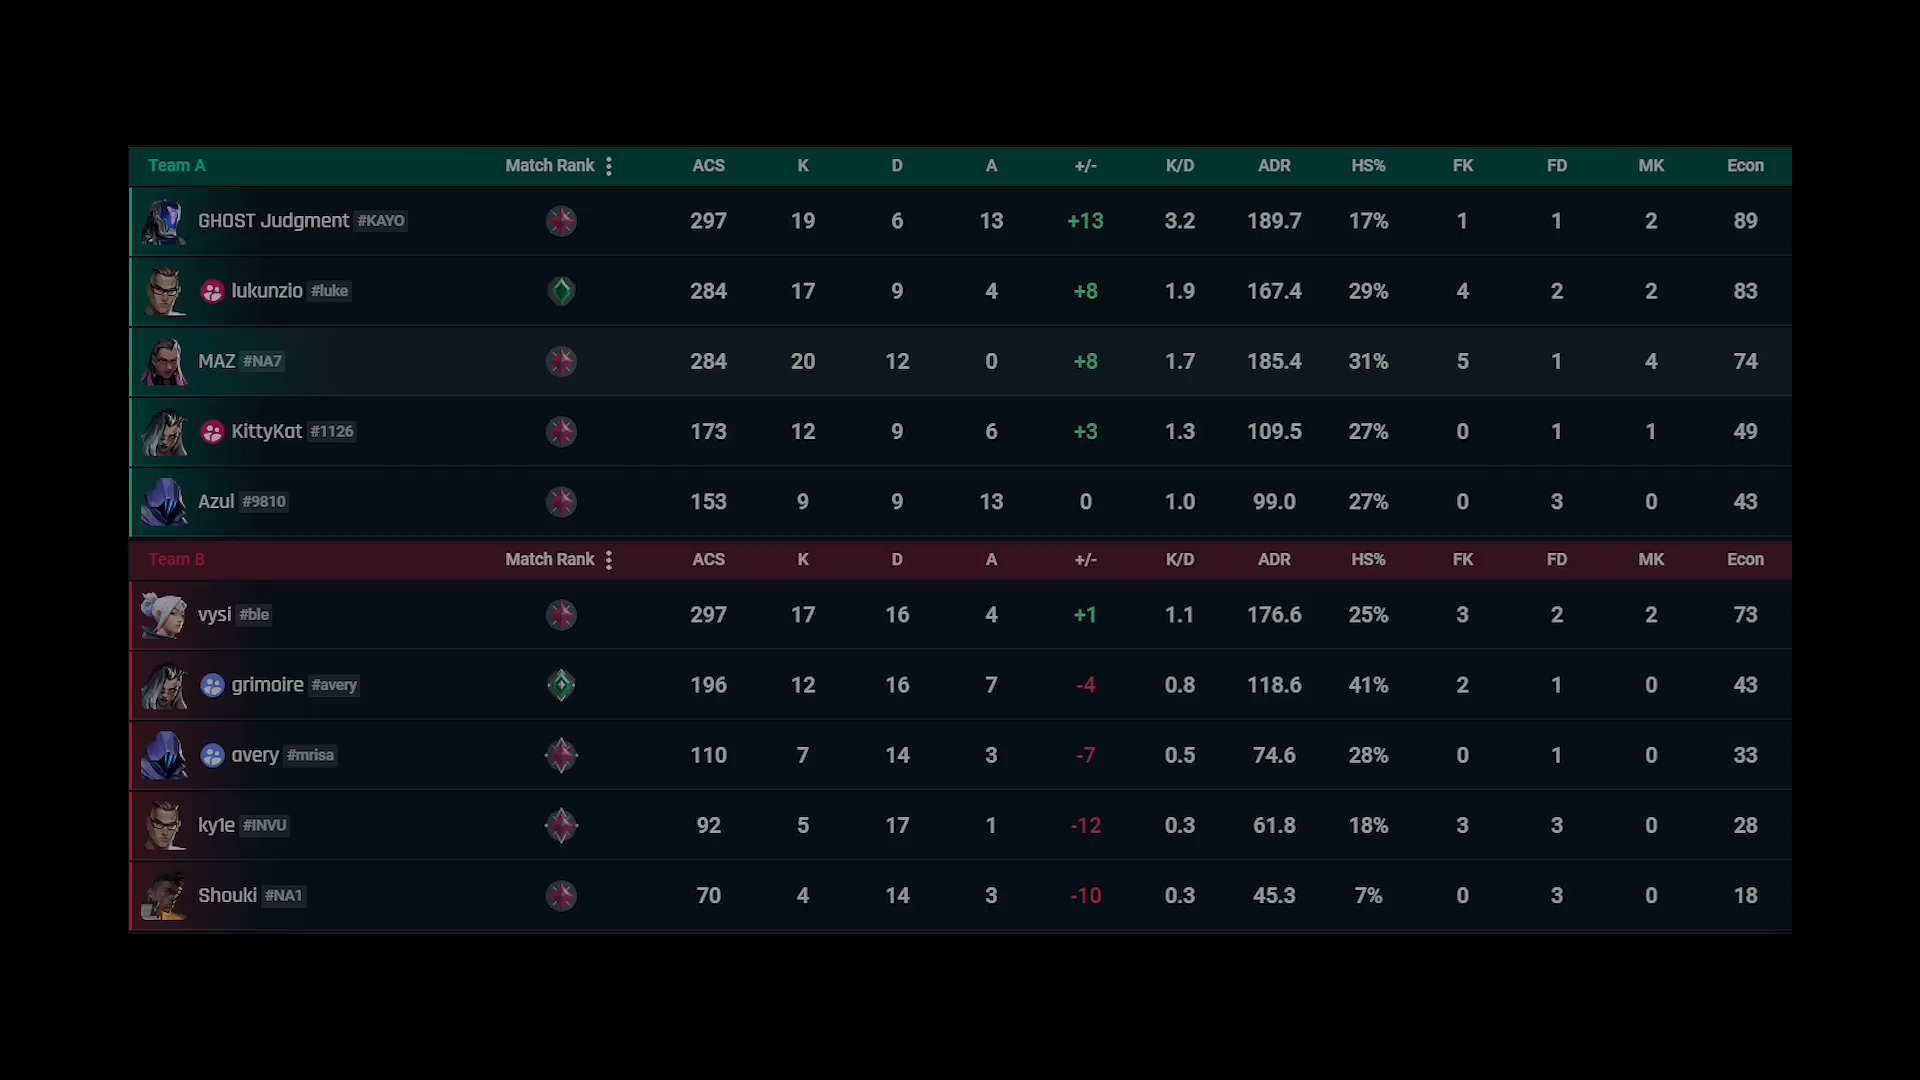 Team A Match Rank ACS K D A +/- K/D ADR HS% FK FD MK Econ
GHOST Judgment #KAYO 297 19 6 13 +13 3.2 189.7 17% 1 1 2 89
lukunzio #luke 284 17 9 4 +8 1.9 167.4 29% 4 2 2 83
MAZ #NA7 284 20 12 0 +8 1.7 185.4 31% 5 1 4 74
KittyKat #1126 173 12 9 6 +3 1.3 109.5 27% 0 1 1 49
Azul #9810 153 9 9 13 0 1.0 99.0 27% 0 3 0 43
Team B Match Rank ACS K D A +/- K/D ADR HS% FK FD MK Econ
vysi #ble 297 17 16 4 +1 1.1 176.6 25% 3 2 2 73
grimoire #avery 196 12 16 7 -4 0.8 118.6 41% 2 1 0 43
avery #mrisa 110 7 14 3 -7 0.5 74.6 28% 0 1 0 33
ky1e #INVU 92 5 17 1 -12 0.3 61.8 18% 3 3 0 28
Shouki #NA1 70 4 14 3 -10 0.3 45.3 7% 0 3 0 18